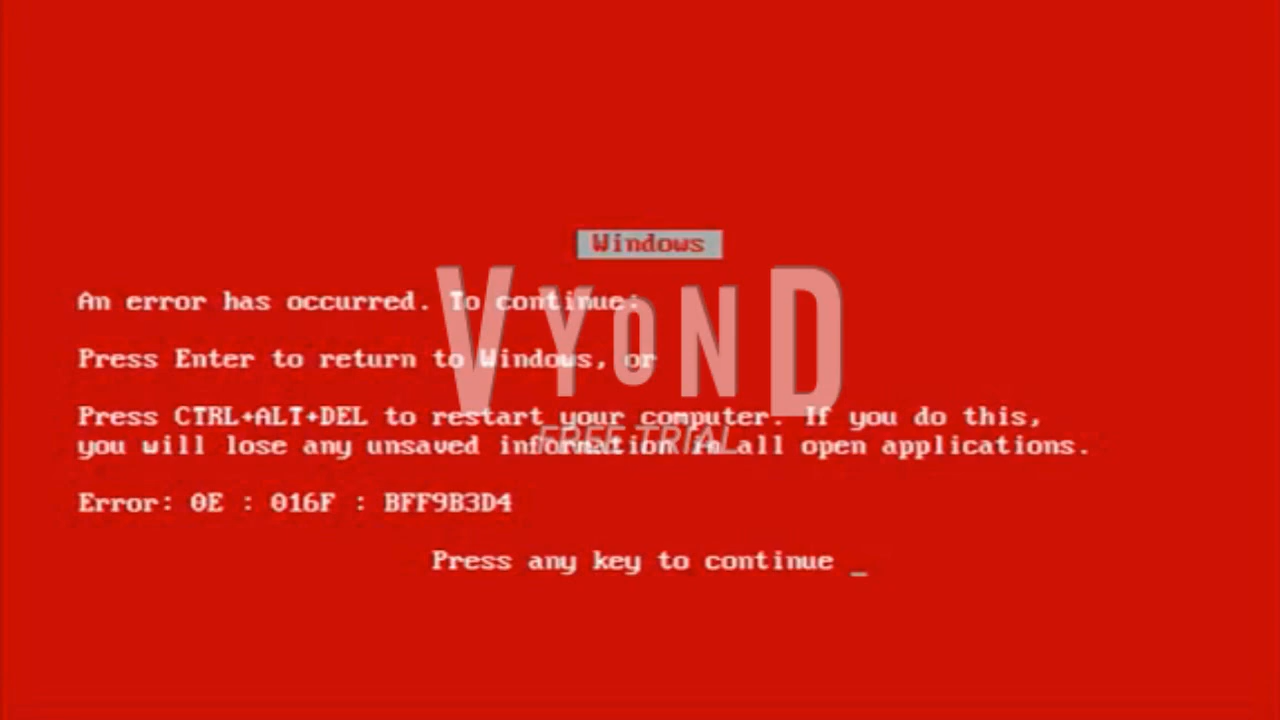 Windows
An error has occurred. To continue:
Press Enter to return to Windows, or
Press CTRL+ALT+DEL to restart your computer. If you do this,
you will lose any unsaved information in all open applications.
Error: 0E : 016F : BFF9B3D4
Press any key to continue _
VYOND
FREE TRIAL